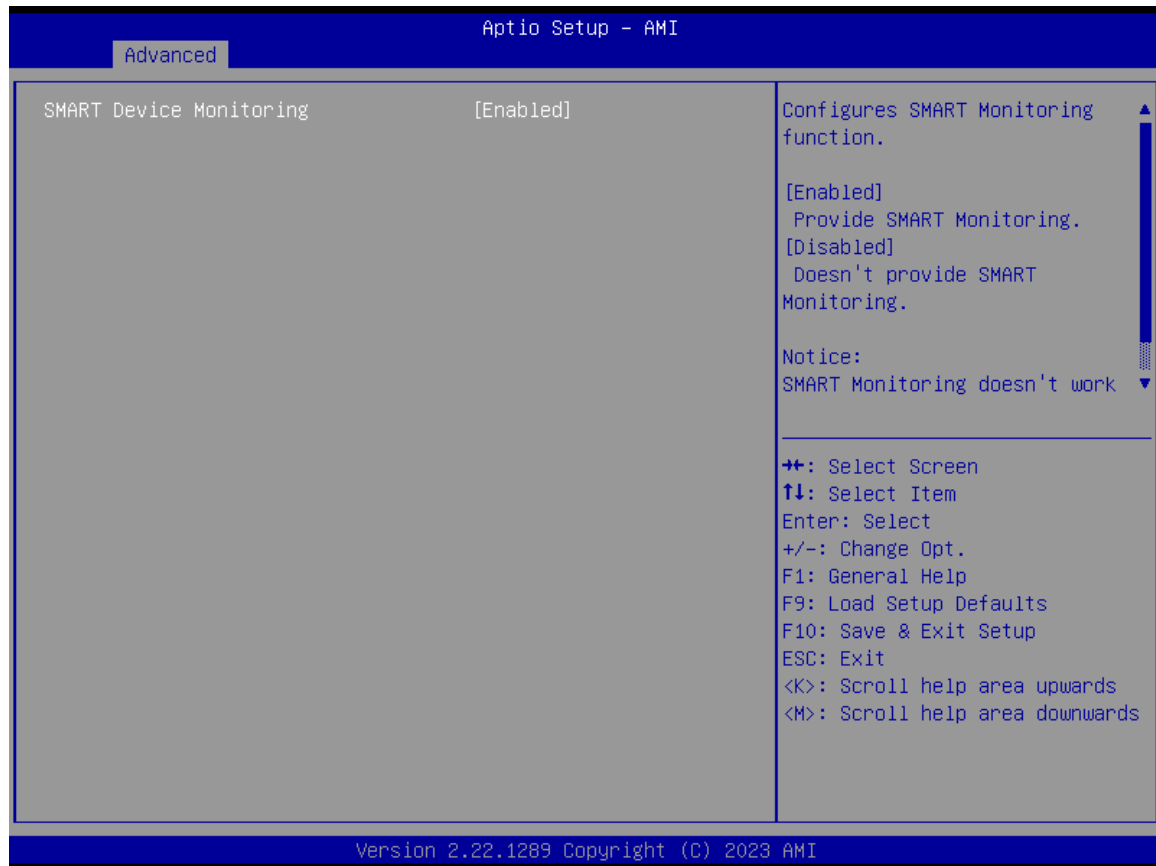 Aptio Setup – AMI
Advanced
SMART Device Monitoring [Enabled]
Configures SMART Monitoring
function.
[Enabled]
Provide SMART Monitoring.
[Disabled]
Doesn't provide SMART
Monitoring.
Notice:
SMART Monitoring doesn't work
→←: Select Screen
↑↓: Select Item
Enter: Select
+/-: Change Opt.
F1: General Help
F9: Load Setup Defaults
F10: Save & Exit Setup
ESC: Exit
<K>: Scroll help area upwards
<M>: Scroll help area downwards
Version 2.22.1289 Copyright (C) 2023 AMI